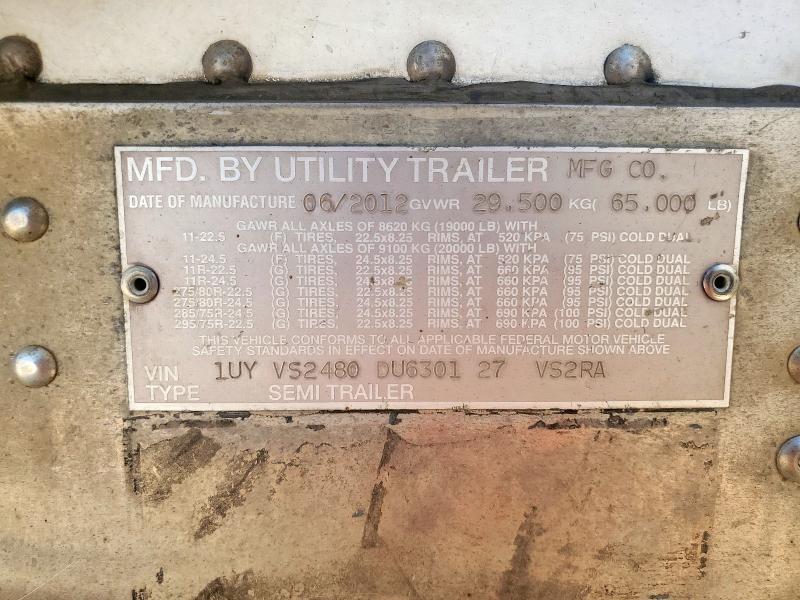 MFD. BY UTILITY TRAILER MFG CO.
DATE OF MANUFACTURE 06/2012 GVWR 29.500 KG( 65.000 LB)
GAWR ALL AXLES OF 8620 KG (19000 LB) WITH
11-22.5 (F) TIRES, 22.5x8.25 RIMS, AT 520 KPA (75 PSI) COLD DUAL
GAWR ALL AXLES OF 9100 KG (20000 LB) WITH
11-24.5 (F) TIRES, 24.5x8.25 RIMS, AT 520 KPA (75 PSI) COLD DUAL
11R-22.5 (G) TIRES, 22.5x8.25 RIMS, AT 660 KPA (95 PSI) COLD DUAL
11R-24.5 (G) TIRES, 24.5x8.25 RIMS, AT 660 KPA (95 PSI) COLD DUAL
275/80R-22.5 (G) TIRES, 22.5x8.25 RIMS, AT 660 KPA (95 PSI) COLD DUAL
275/80R-24.5 (G) TIRES, 24.5x8.25 RIMS, AT 660 KPA (95 PSI) COLD DUAL
285/75R-24.5 (G) TIRES, 24.5x8.25 RIMS, AT 690 KPA (100 PSI) COLD DUAL
295/75R-22.5 (G) TIRES, 22.5x8.25 RIMS, AT 690 KPA (100 PSI) COLD DUAL
THIS VEHICLE CONFORMS TO ALL APPLICABLE FEDERAL MOTOR VEHICLE
SAFETY STANDARDS IN EFFECT ON DATE OF MANUFACTURE SHOWN ABOVE
VIN 1UY VS2480 DU6301 27 VS2RA
TYPE SEMI TRAILER